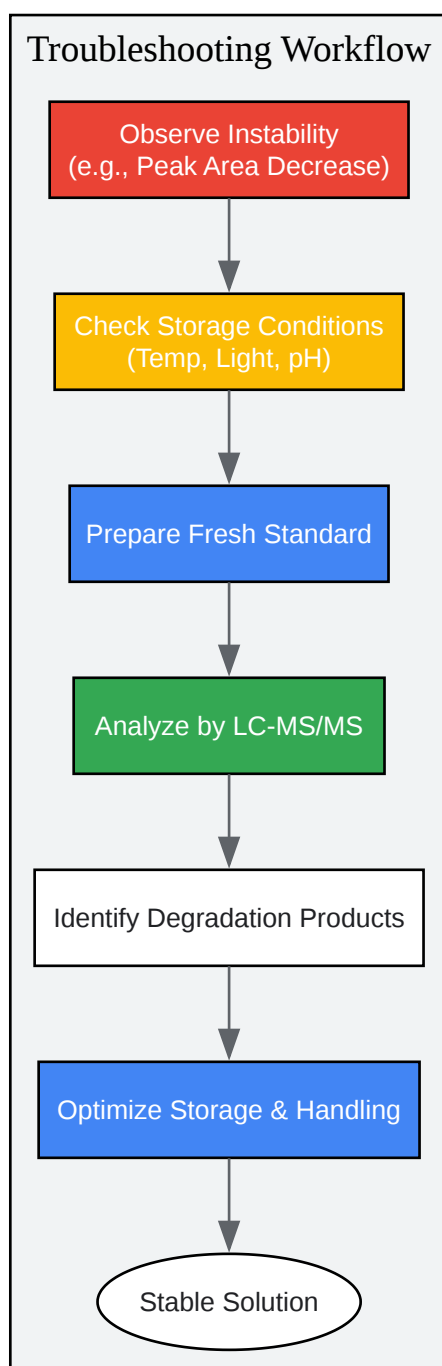 Troubleshooting Workflow
Observe Instability
(e.g., Peak Area Decrease)
Check Storage Conditions
(Temp, Light, pH)
Prepare Fresh Standard
Analyze by LC-MS/MS
Identify Degradation Products
Optimize Storage & Handling
Stable Solution